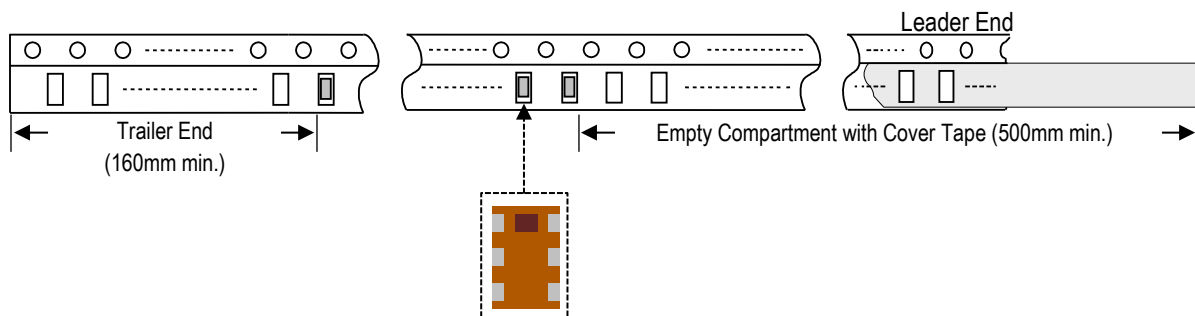 Leader End
Trailer End
(160mm min.)
Empty Compartment with Cover Tape (500mm min.)